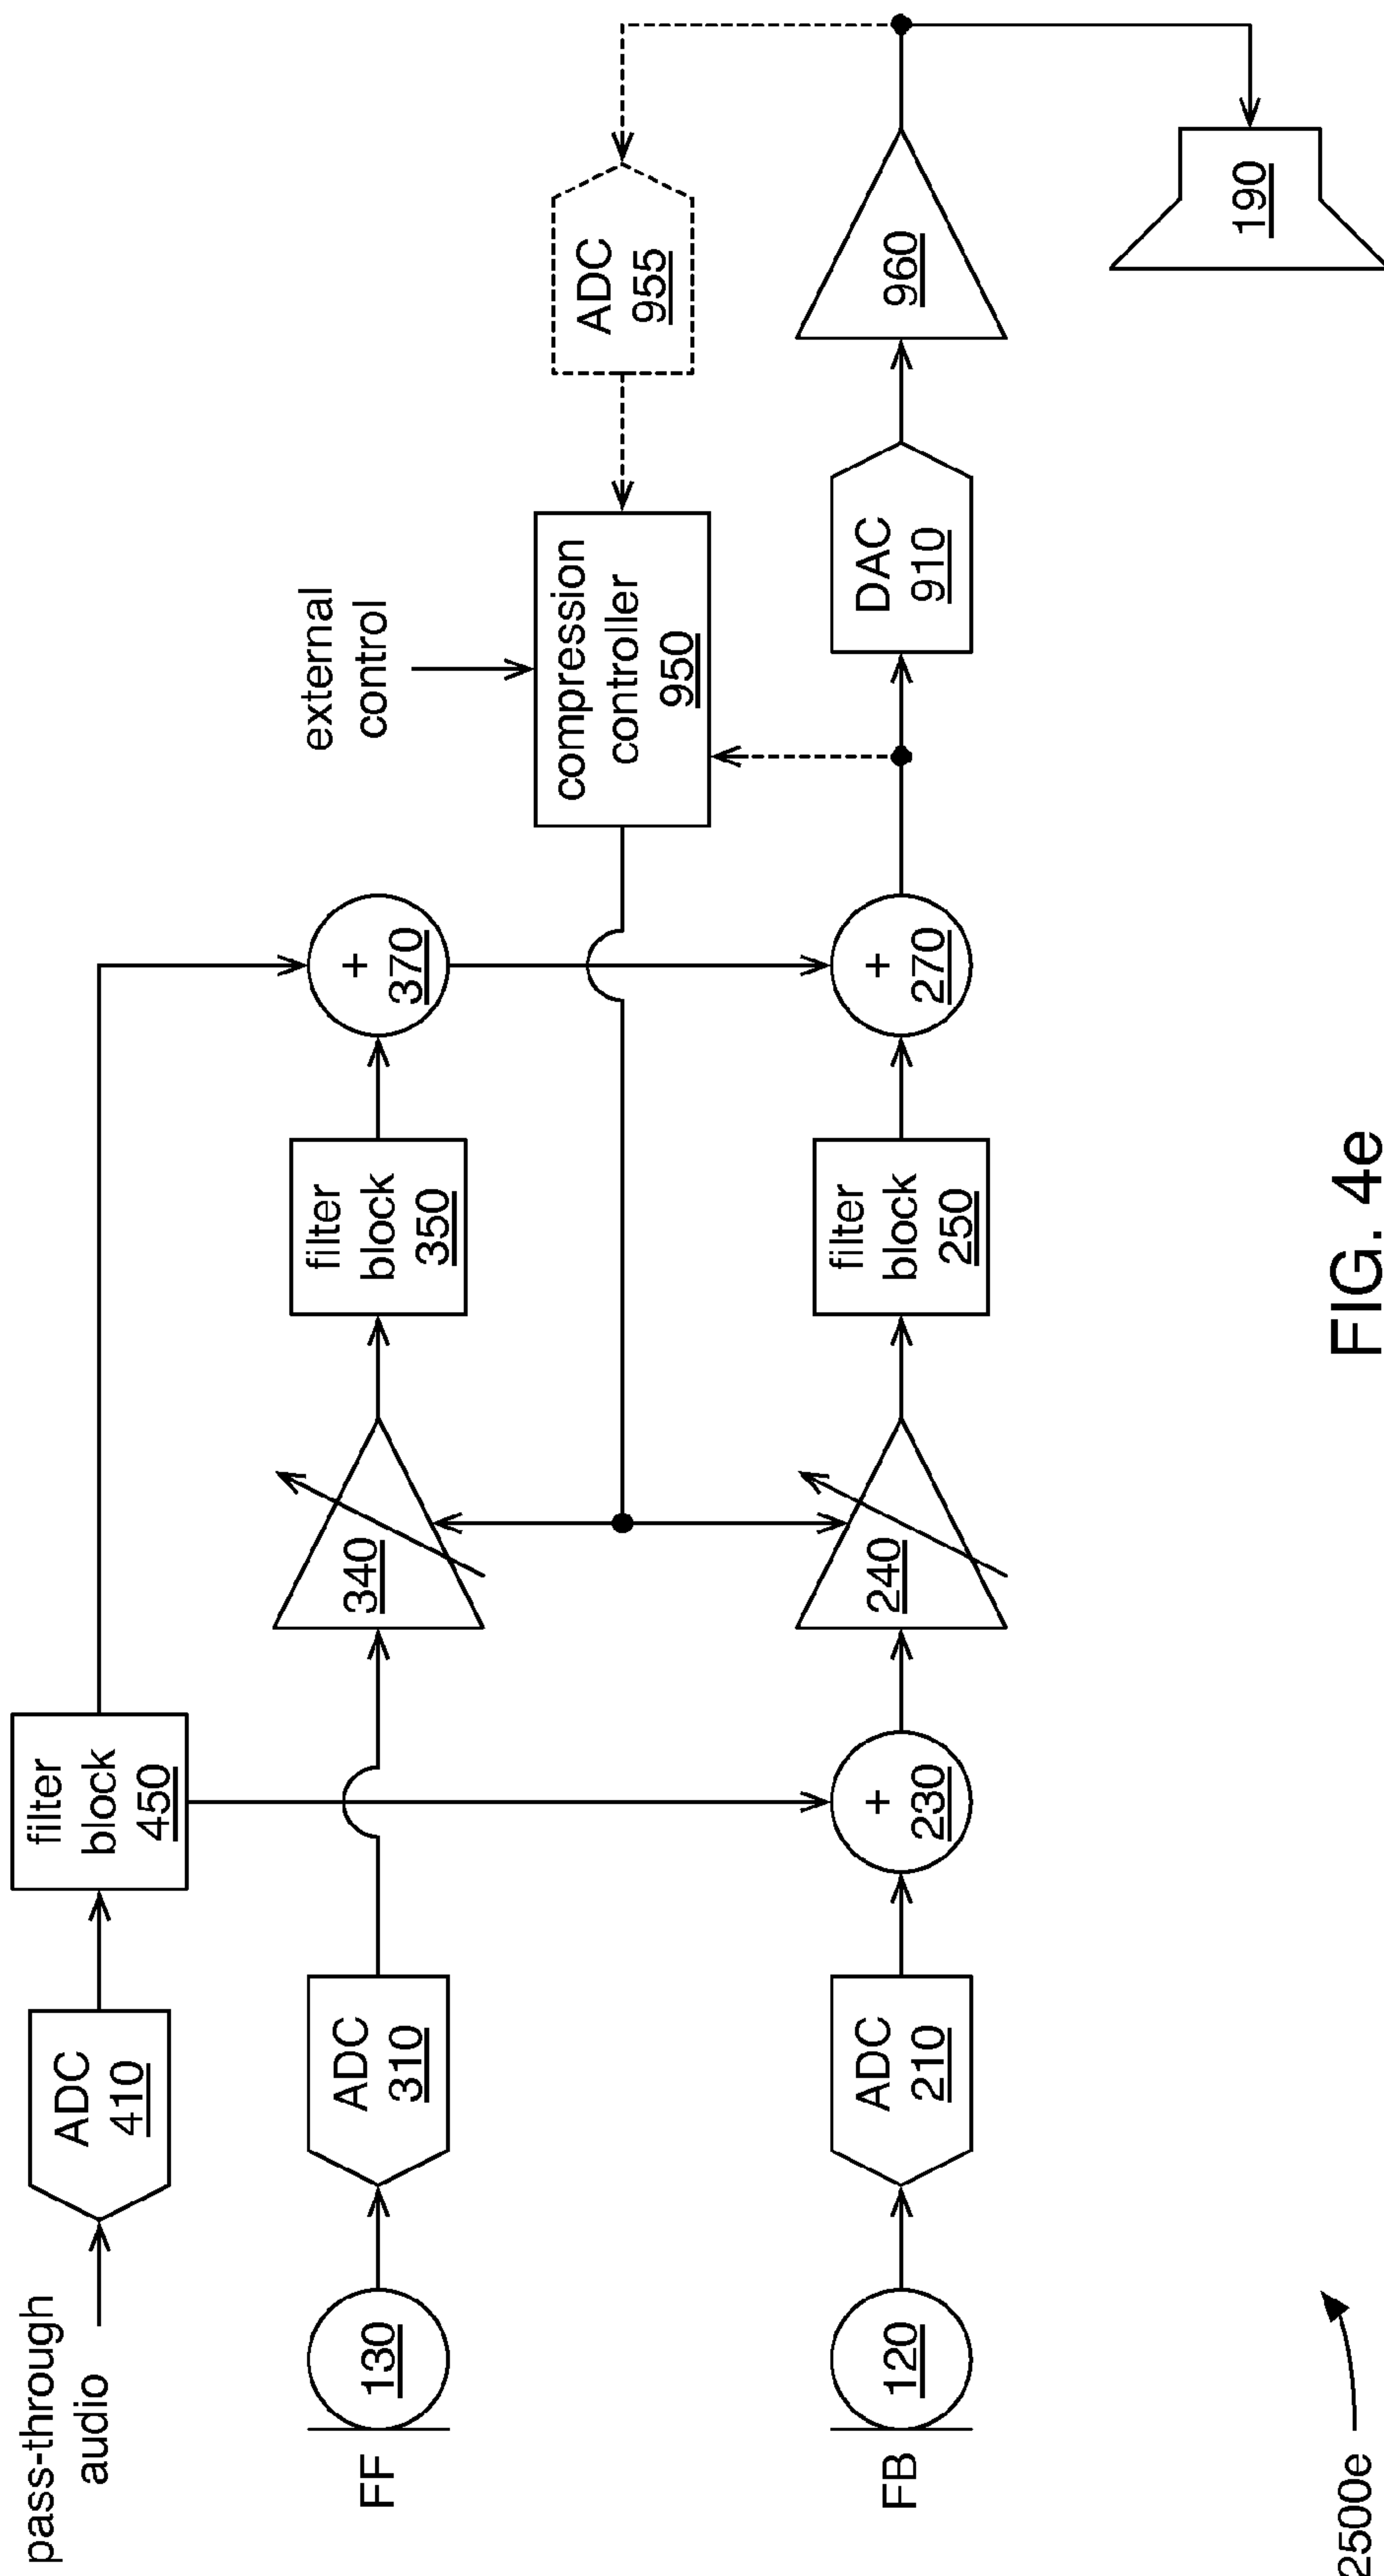 pass-through
audio
ADC
410
filter
block
450
FF
130
ADC
310
340
filter
block
350
+
370
external
control
compression
controller
950
ADC
955
FB
120
ADC
210
+
230
240
filter
block
250
+
270
DAC
910
960
190
2500e
FIG. 4e